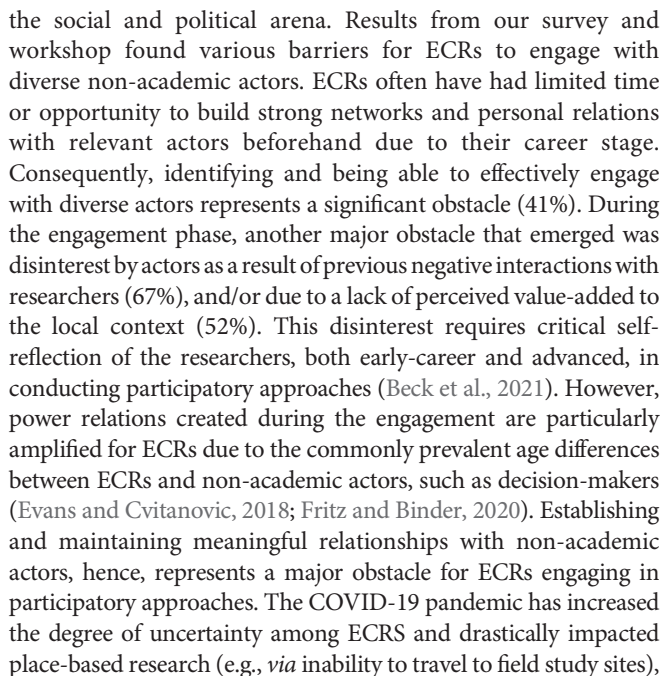 the social and political arena. Results from our survey and
workshop found various barriers for ECRs to engage with
diverse non-academic actors. ECRs often have had limited time
or opportunity to build strong networks and personal relations
with relevant actors beforehand due to their career stage.
Consequently, identifying and being able to effectively engage
with diverse actors represents a significant obstacle (41%). During
the engagement phase, another major obstacle that emerged was
disinterest by actors as a result of previous negative interactions with
researchers (67%), and/or due to a lack of perceived value-added to
the local context (52%). This disinterest requires critical self-
reflection of the researchers, both early-career and advanced, in
conducting participatory approaches (Beck et al., 2021). However,
power relations created during the engagement are particularly
amplified for ECRs due to the commonly prevalent age differences
between ECRs and non-academic actors, such as decision-makers
(Evans and Cvitanovic, 2018; Fritz and Binder, 2020). Establishing
and maintaining meaningful relationships with non-academic
actors, hence, represents a major obstacle for ECRs engaging in
participatory approaches. The COVID-19 pandemic has increased
the degree of uncertainty among ECRS and drastically impacted
place-based research (e.g., via inability to travel to field study sites),